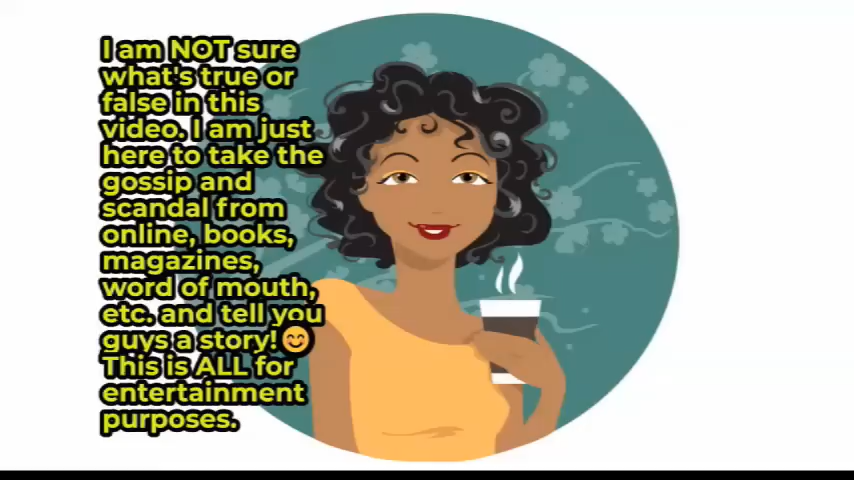 I am NOT sure
what's true or
false in this
video. I am just
here to take the
gossip and
scandal from
online, books,
magazines,
word of mouth,
etc. and tell you
guys a story!😊
This is ALL for
entertainment
purposes.